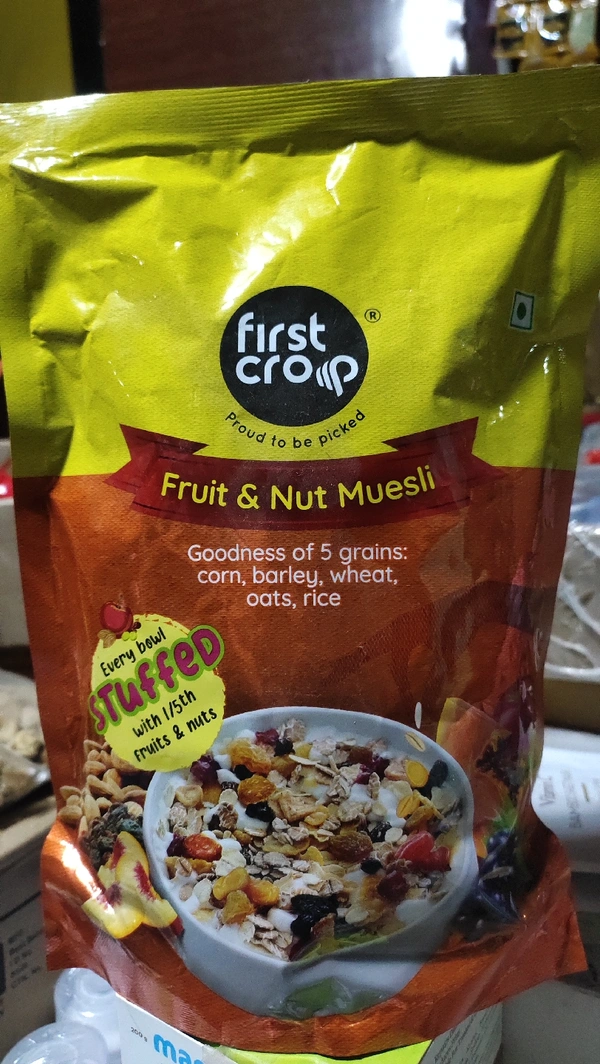 first
crop
®
Proud to be picked
Fruit & Nut Muesli
Goodness of 5 grains:
corn, barley, wheat,
oats, rice
Every bowl
STUFFED
with 1/5th
fruits & nuts
200 g